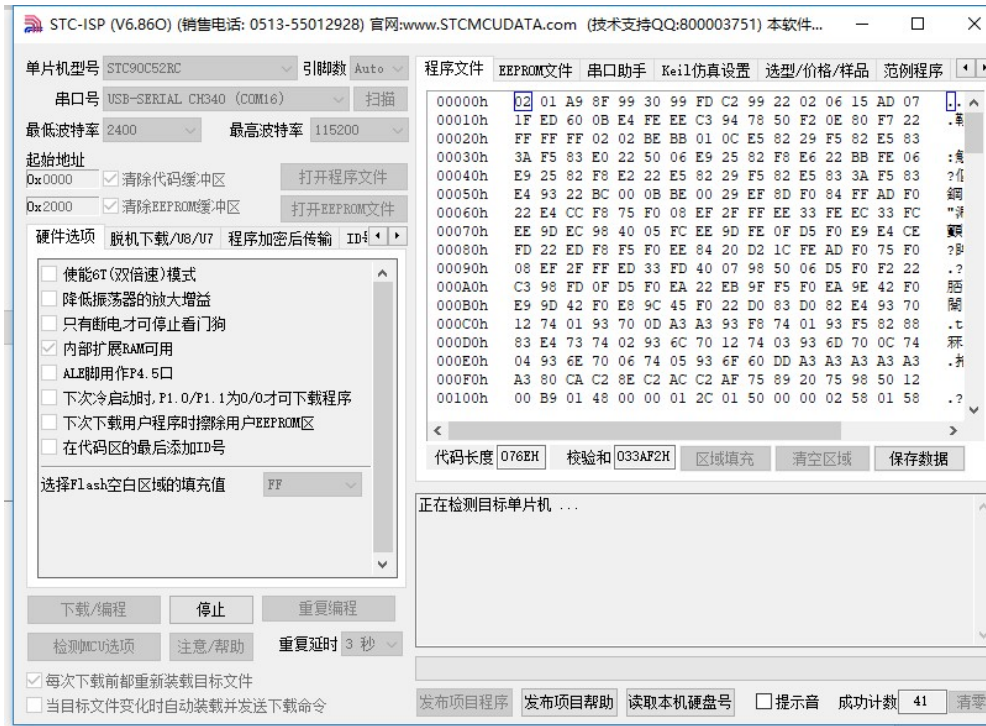 STC-ISP (V6.86O) (销售电话: 0513-55012928) 官网:www.STCMCUDATA.com (技术支持QQ:800003751) 本软件...
单片机型号 STC90C52RC 引脚数 Auto
串口号 USB-SERIAL CH340 (COM16) 扫描
最低波特率 2400 最高波特率 115200
起始地址
0x0000 清除代码缓冲区 打开程序文件
0x2000 清除EEPROM缓冲区 打开EEPROM文件
硬件选项 脱机下载/U8/U7 程序加密后传输
使能6T(双倍速)模式
降低振荡器的放大增益
只有断电才可停止看门狗
内部扩展RAM可用
ALE脚用作P4.5口
下次冷启动时,P1.0/P1.1为0/0才可下载程序
下次下载用户程序时擦除用户EEPROM区
在代码区的最后添加ID号
选择Flash空白区域的填充值 FF
下载/编程 停止 重复编程
检测MCU选项 注意/帮助 重复延时 3 秒
每次下载前都重新装载目标文件
当目标文件变化时自动装载并发送下载命令
程序文件 EEPROM文件 串口助手 Keil仿真设置 选型/价格/样品 范例程序
00000h 02 01 A9 8F 99 30 99 FD C2 99 22 02 06 15 AD 07
00010h 1F ED 60 0B E4 FE EE C3 94 78 50 F2 0E 80 F7 22
00020h FF FF FF 02 02 BE BB 01 0C E5 82 29 F5 82 E5 83
00030h 3A F5 83 E0 22 50 06 E9 25 82 F8 E6 22 BB FE 06
00040h E9 25 82 F8 E2 22 E5 82 29 F5 82 E5 83 3A F5 83
00050h E4 93 22 BC 00 0B BE 00 29 EF 8D F0 84 FF AD F0
00060h 22 E4 CC F8 75 F0 08 EF 2F FF EE 33 FE EC 33 FC
00070h EE 9D EC 98 40 05 FC EE 9D FE 0F D5 F0 E9 E4 CE
00080h FD 22 ED F8 F5 F0 EE 84 20 D2 1C FE AD F0 75 F0
00090h 08 EF 2F FF ED 33 FD 40 07 98 50 06 D5 F0 F2 22
000A0h C3 98 FD 0F D5 F0 EA 22 EB 9F F5 F0 EA 9E 42 F0
000B0h E9 9D 42 F0 E8 9C 45 F0 22 D0 83 D0 82 E4 93 70
000C0h 12 74 01 93 70 0D A3 A3 93 F8 74 01 93 F5 82 88
000D0h 83 E4 73 74 02 93 6C 70 12 74 03 93 6D 70 0C 74
000E0h 04 93 6E 70 06 74 05 93 6F 60 DD A3 A3 A3 A3 A3
000F0h A3 80 CA C2 8E C2 AC C2 AF 75 89 20 75 98 50 12
00100h 00 B9 01 48 00 00 01 2C 01 50 00 00 02 58 01 58
代码长度 076EH 校验和 033AF2H 区域填充 清空区域 保存数据
正在检测目标单片机 ...
发布项目程序 发布项目帮助 读取本机硬盘号 提示音 成功计数 41 清零